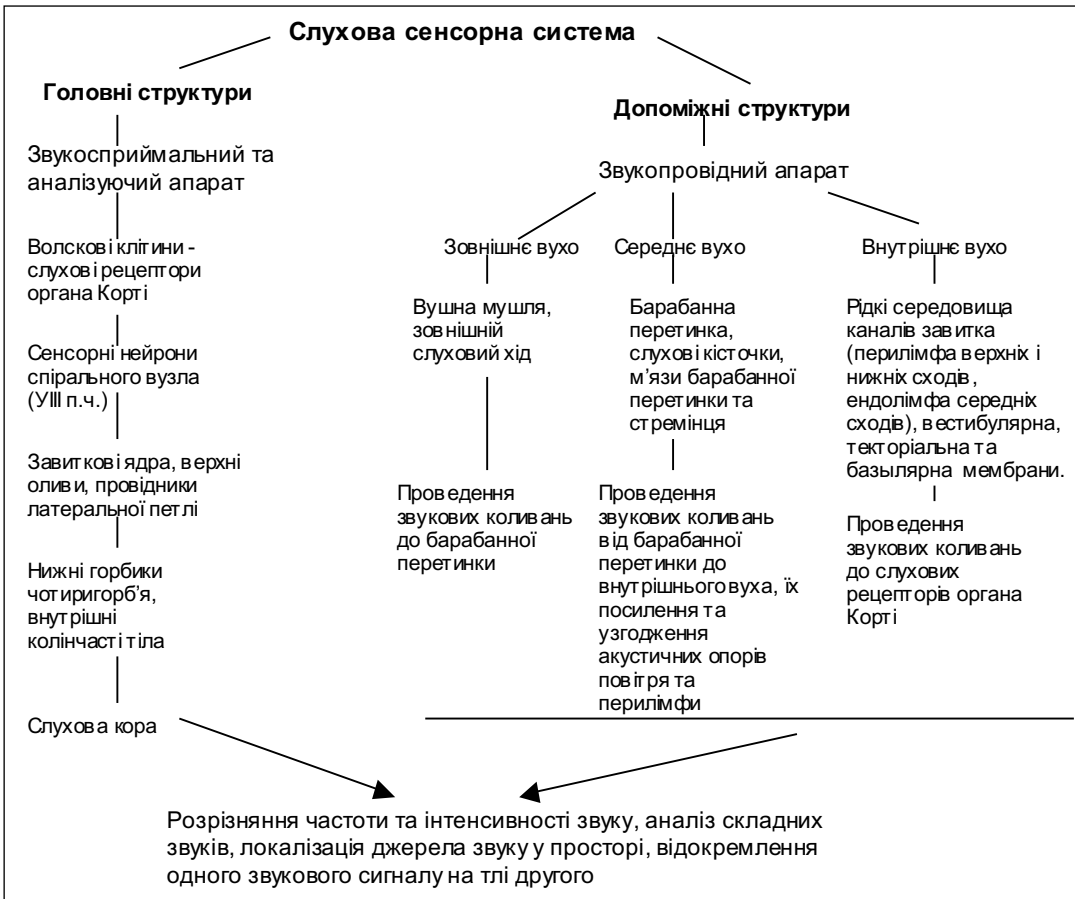 Слухова сенсорна система
Головні структури
Звукосприймальний та
аналізуючий апарат
Волскові клітини -
слухові рецептори
органа Корті
Сенсорні нейрони
спірального вузла
(УІІІ п.ч.)
Завиткові ядра, верхні
оливи, провідники
латеральної петлі
Нижні горбики
чотиригорб’я,
внутрішні
колінчасті тіла
Слухова кора
Допоміжні структури
Звукопровідний апарат
Зовнішнє вухо
Вушна мушля,
зовнішній
слуховий хід
Проведення
звукових коливань
до барабанної
перетинки
Середнє вухо
Барабанна
перетинка,
слухові кісточки,
м’язи барабанної
перетинки та
стремінця
Проведення
звукових коливань
від барабанної
перетинки до
внутрішнього вуха, їх
посилення та
узгодження
акустичних опорів
повітря та
перилімфи
Внутрішнє вухо
Рідкі середовища
каналів завитка
(перилімфа верхніх і
нижніх сходів,
ендолімфа середніх
сходів), вестибулярна,
текторіальна та
базылярна мембрани.
Проведення
звукових коливань
до слухових
рецепторів органа
Корті
Розрізняння частоти та інтенсивності звуку, аналіз складних
звуків, локалізація джерела звуку у просторі, відокремлення
одного звукового сигналу на тлі другого